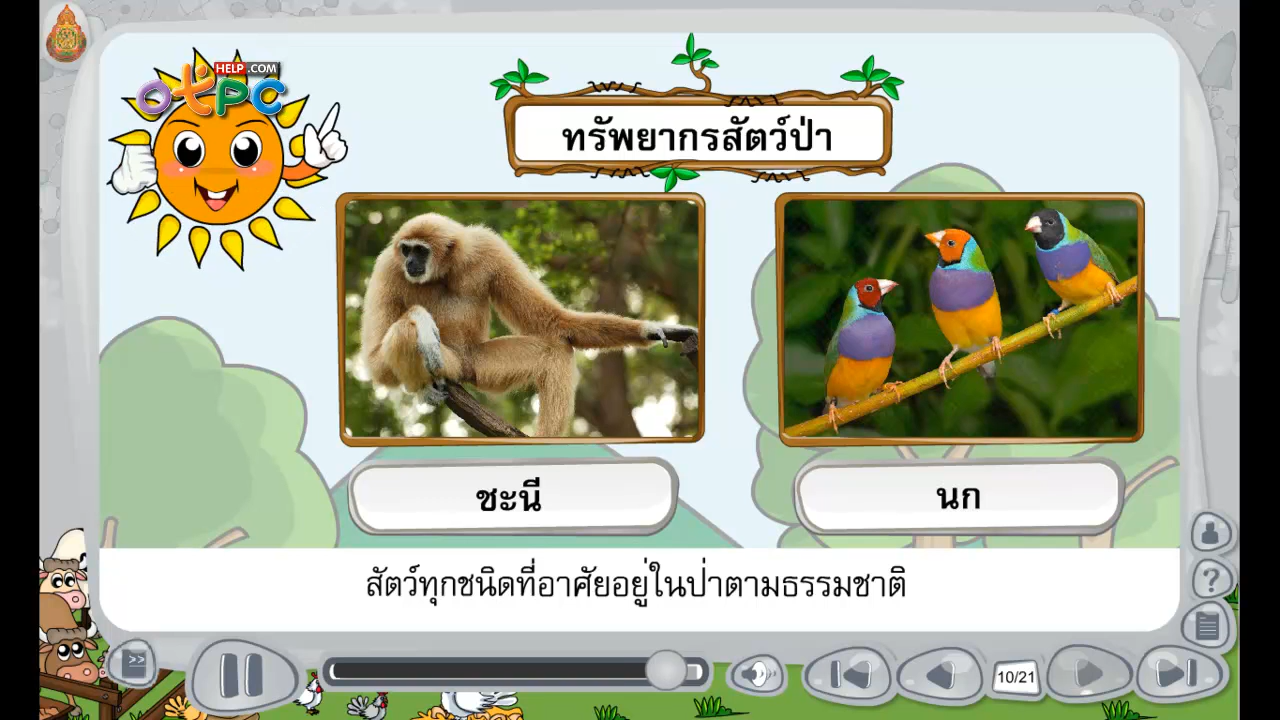 HELP .COM
OTPC
ทรัพยากรสัตว์ป่า
ชะนี
นก
สัตว์ทุกชนิดที่อาศัยอยู่ในป่าตามธรรมชาติ
>>
?
10/21